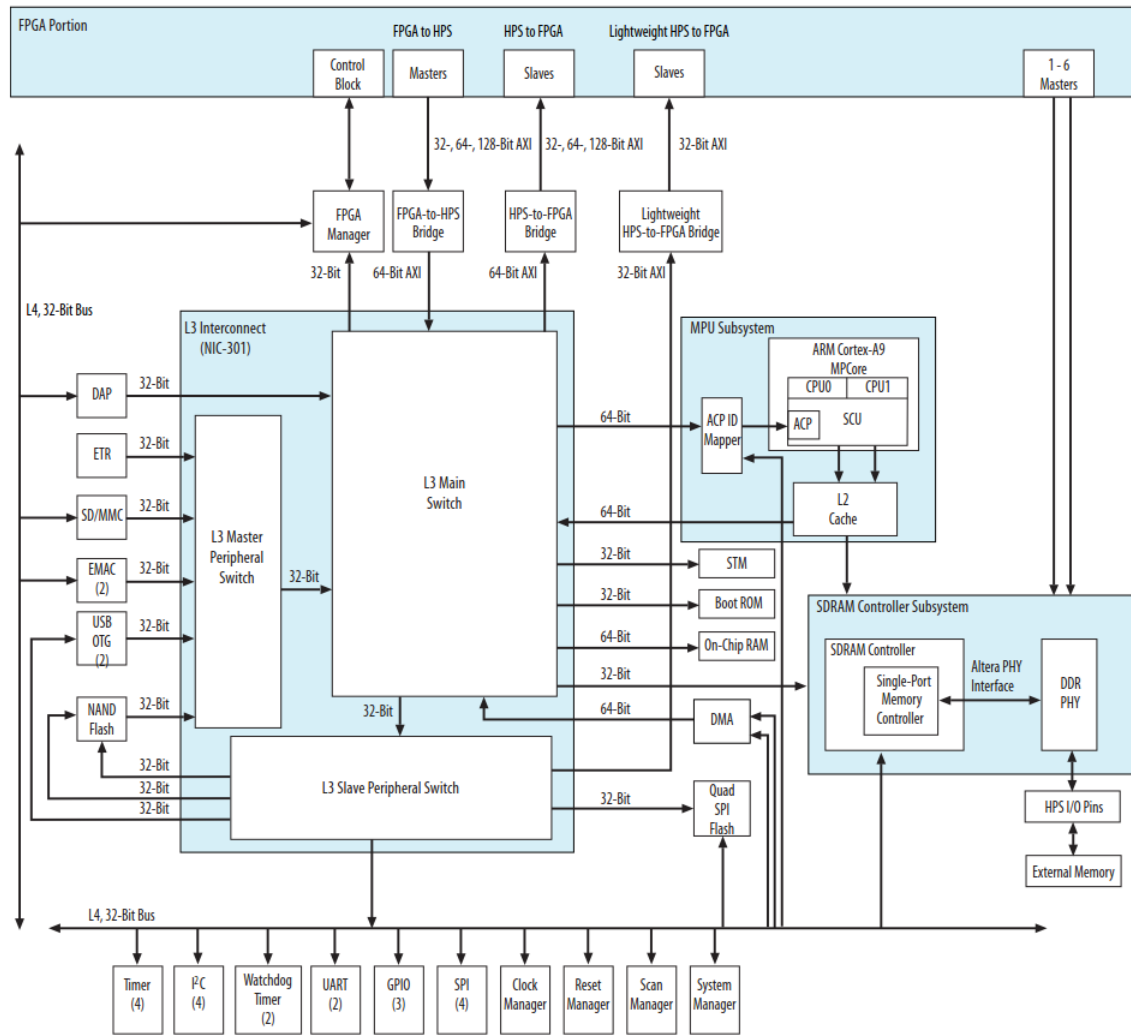 FPGA Portion
FPGA to HPS
HPS to FPGA
Lightweight HPS to FPGA
Control
Block
Masters
Slaves
Slaves
1 - 6
Masters
32-, 64-, 128-Bit AXI
32-, 64-, 128-Bit AXI
32-Bit AXI
FPGA
Manager
FPGA-to-HPS
Bridge
HPS-to-FPGA
Bridge
Lightweight
HPS-to-FPGA Bridge
32-Bit
64-Bit AXI
64-Bit AXI
32-Bit AXI
L4, 32-Bit Bus
L3 Interconnect
(NIC-301)
MPU Subsystem
ARM Cortex-A9
MPCore
CPU0
CPU1
ACP
SCU
ACP ID
Mapper
L2
Cache
DAP
32-Bit
ETR
32-Bit
SD/MMC
32-Bit
EMAC
(2)
32-Bit
USB
OTG
(2)
32-Bit
NAND
Flash
32-Bit
L3 Master
Peripheral
Switch
32-Bit
L3 Main
Switch
64-Bit
64-Bit
32-Bit
STM
32-Bit
Boot ROM
64-Bit
On-Chip RAM
32-Bit
64-Bit
DMA
SDRAM Controller Subsystem
SDRAM Controller
Single-Port
Memory
Controller
Altera PHY
Interface
DDR
PHY
32-Bit
32-Bit
32-Bit
32-Bit
L3 Slave Peripheral Switch
32-Bit
Quad
SPI
Flash
HPS I/O Pins
External Memory
L4, 32-Bit Bus
Timer
(4)
I²C
(4)
Watchdog
Timer
(2)
UART
(2)
GPIO
(3)
SPI
(4)
Clock
Manager
Reset
Manager
Scan
Manager
System
Manager